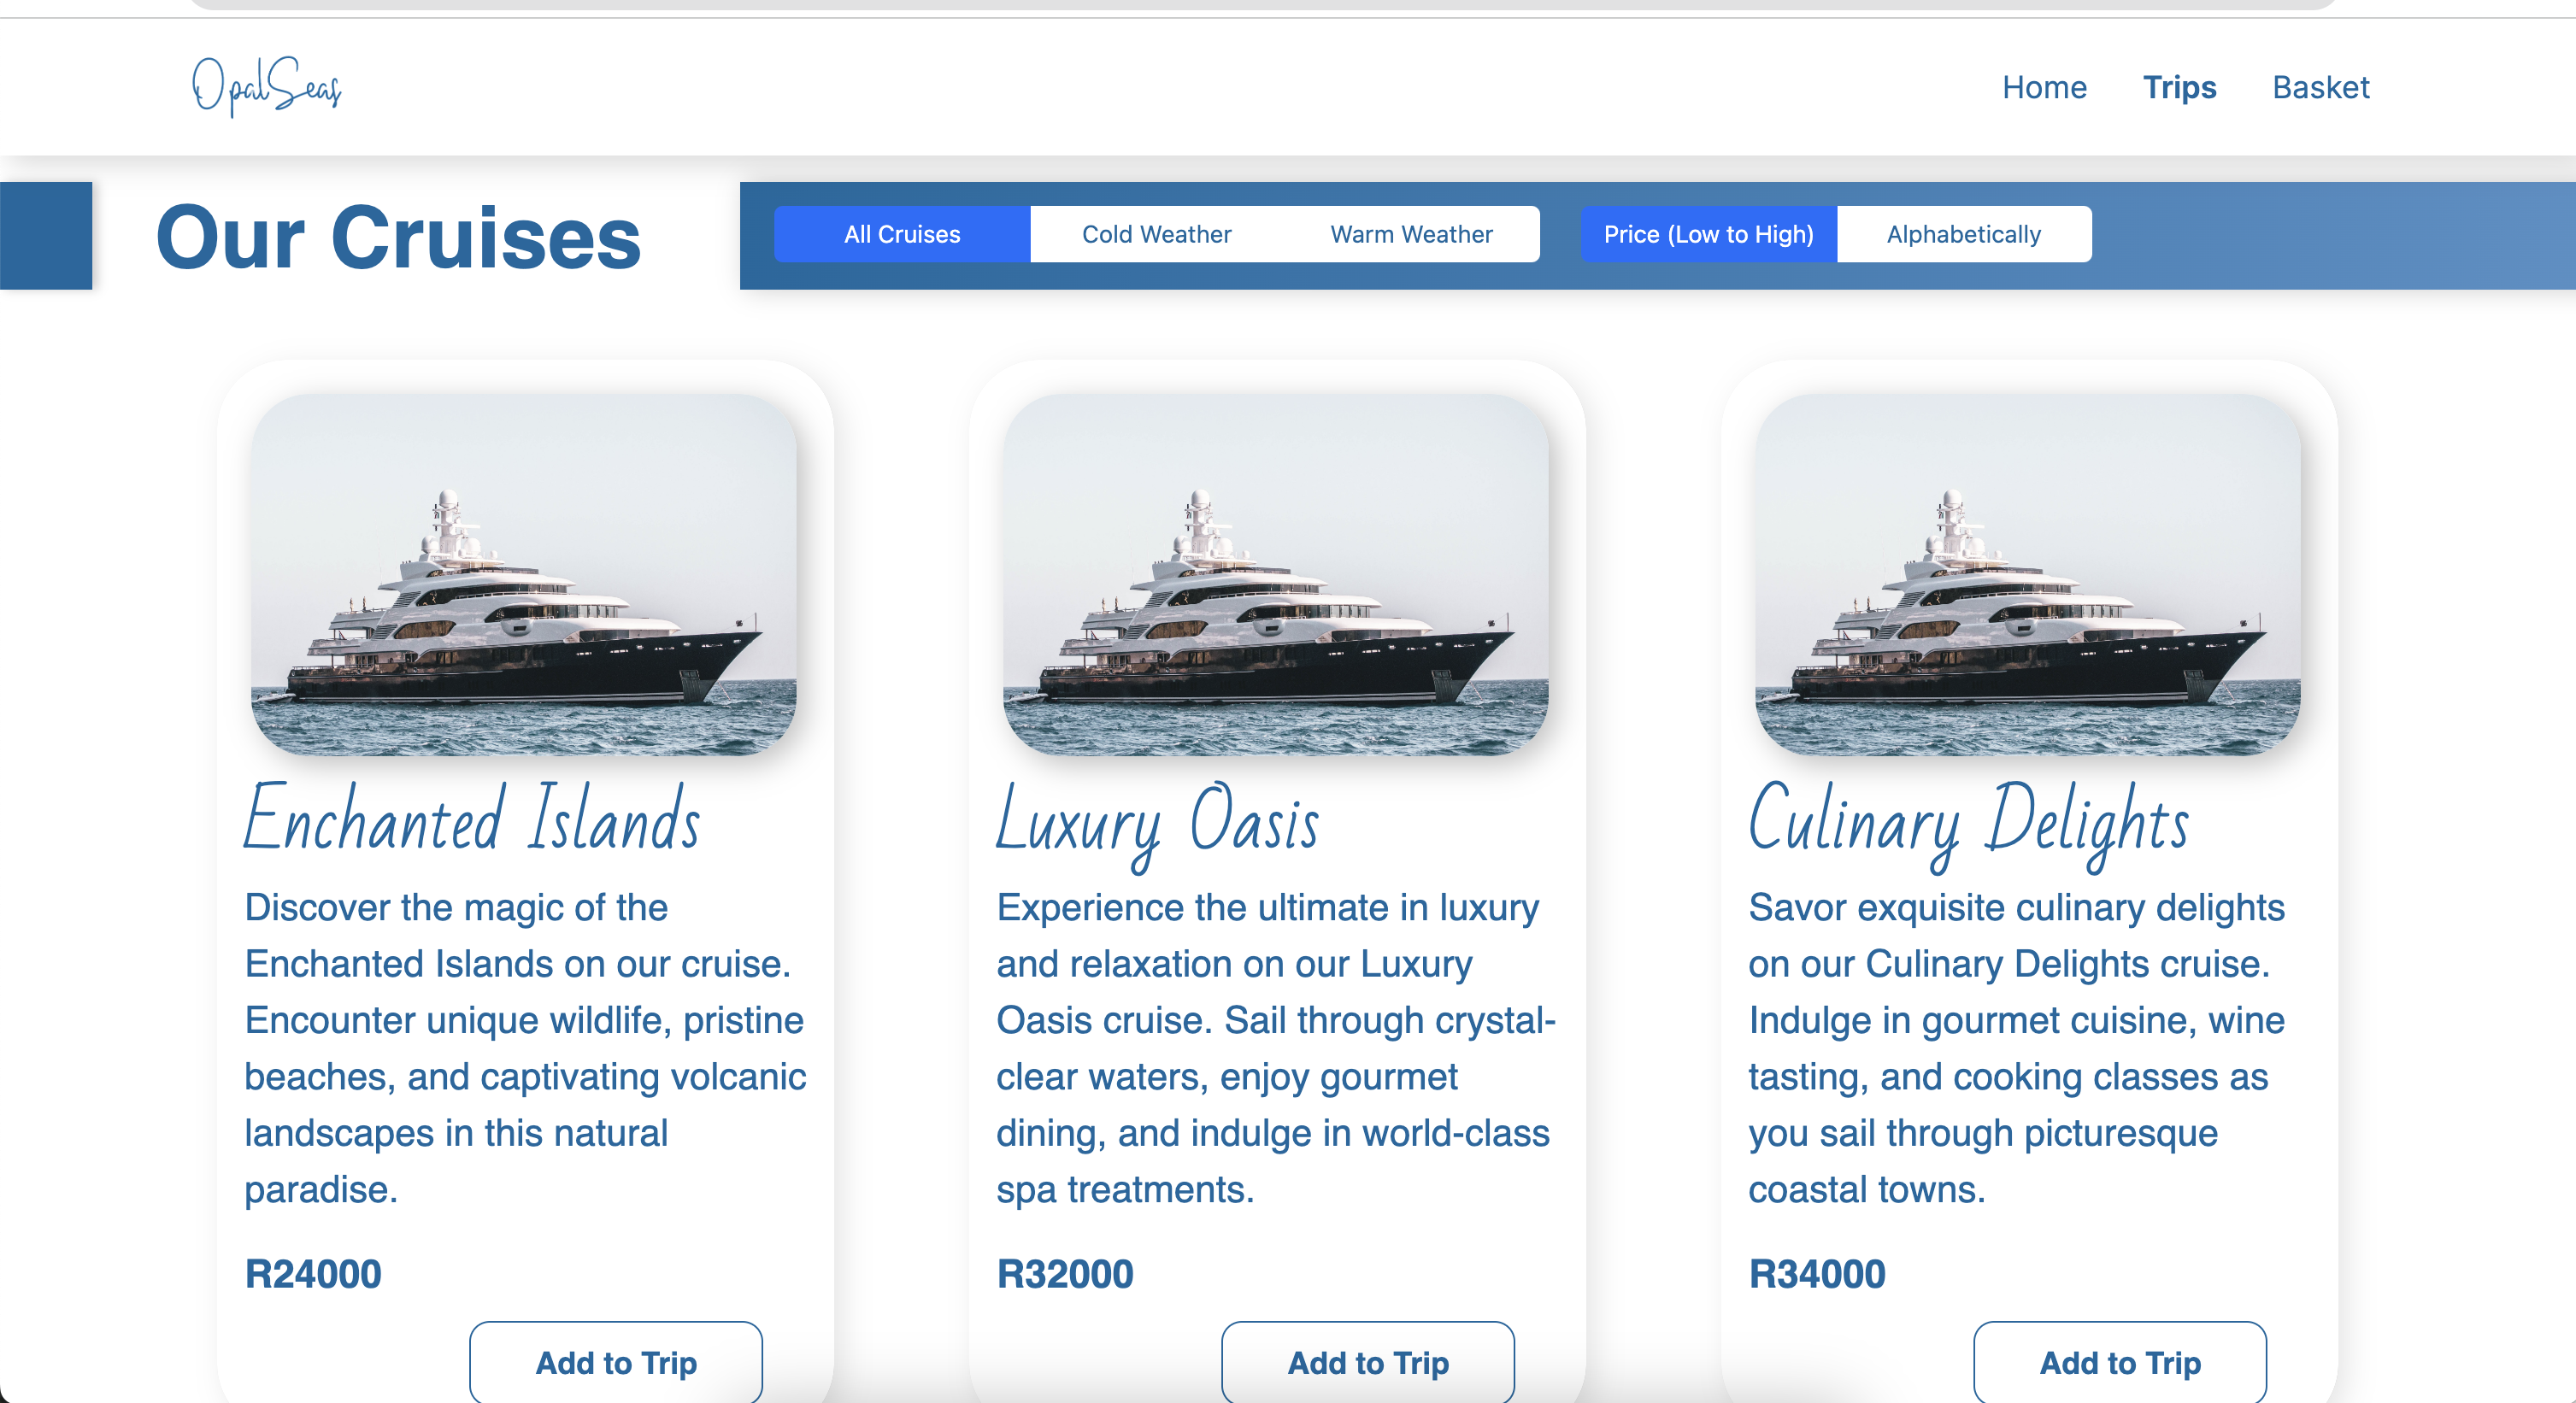 OpalSeas
Home Trips Basket
Our Cruises
All Cruises Cold Weather Warm Weather Price (Low to High) Alphabetically
Enchanted Islands
Discover the magic of the
Enchanted Islands on our cruise.
Encounter unique wildlife, pristine
beaches, and captivating volcanic
landscapes in this natural
paradise.
R24000
Add to Trip
Luxury Oasis
Experience the ultimate in luxury
and relaxation on our Luxury
Oasis cruise. Sail through crystal-
clear waters, enjoy gourmet
dining, and indulge in world-class
spa treatments.
R32000
Add to Trip
Culinary Delights
Savor exquisite culinary delights
on our Culinary Delights cruise.
Indulge in gourmet cuisine, wine
tasting, and cooking classes as
you sail through picturesque
coastal towns.
R34000
Add to Trip